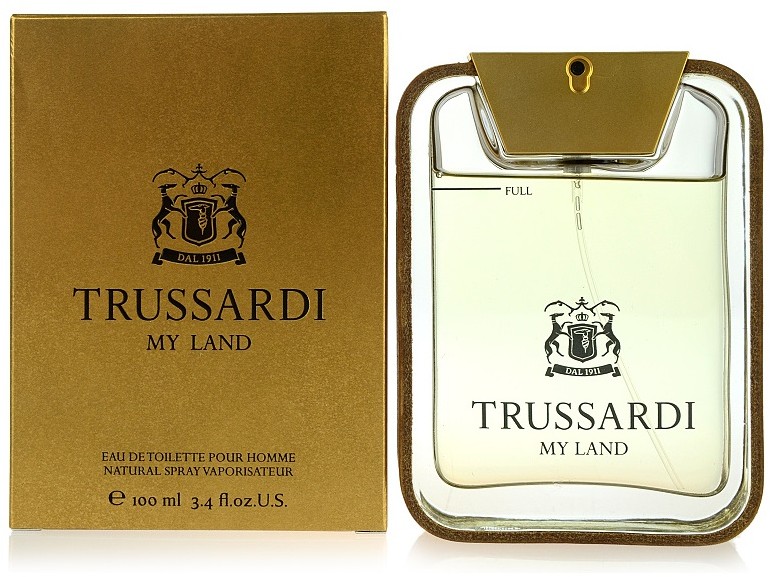 DAL 1911
TRUSSARDI
MY LAND
EAU DE TOILETTE POUR HOMME
NATURAL SPRAY VAPORISATEUR
℮ 100 ml 3.4 fl.oz.U.S.
FULL
DAL 1911
TRUSSARDI
MY LAND